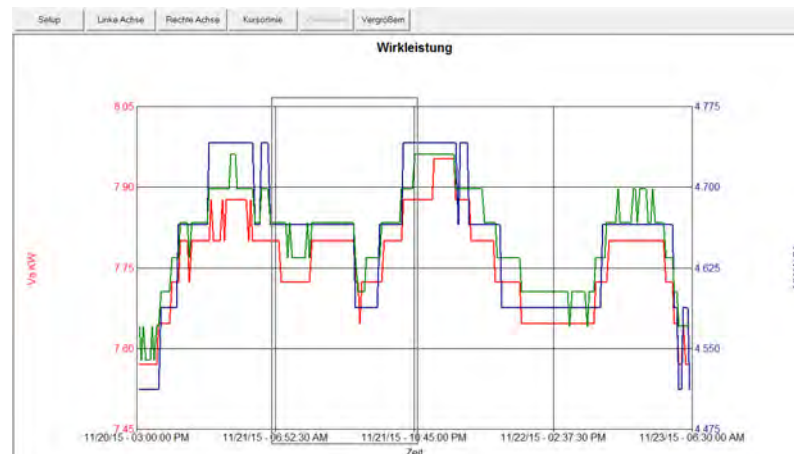 Setup Linke Achse Rechte Achse Kursorlinie Vergrößern
Wirkleistung
8.05 4.775
7.90 4.700
Va KW
7.75 4.625
7.60 4.550
7.45 4.475
11/20/15 - 03:00:00 PM 11/21/15 - 06:52:30 AM 11/21/15 - 10:45:00 PM 11/22/15 - 02:37:30 PM 11/23/15 - 06:30:00 AM
Zeit